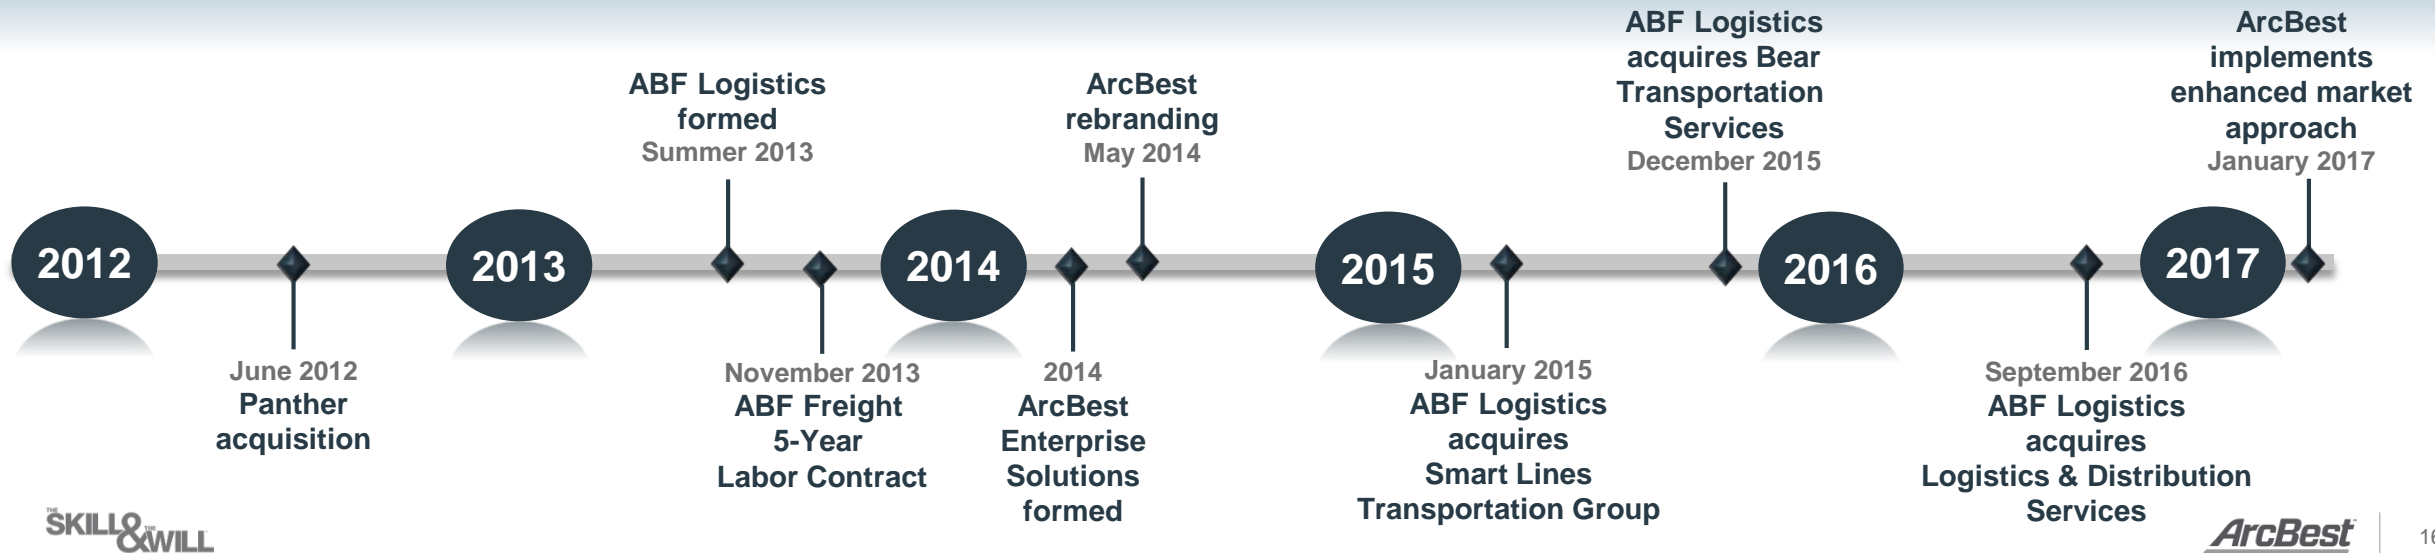 ABF Logistics
formed
Summer 2013
ArcBest
rebranding
May 2014
ABF Logistics
acquires Bear
Transportation
Services
December 2015
ArcBest
implements
enhanced market
approach
January 2017
2012
2013
2014
2015
2016
2017
June 2012
Panther
acquisition
November 2013
ABF Freight
5-Year
Labor Contract
2014
ArcBest
Enterprise
Solutions
formed
January 2015
ABF Logistics
acquires
Smart Lines
Transportation Group
September 2016
ABF Logistics
acquires
Logistics & Distribution
Services
THE SKILL & THE WILL
ArcBest